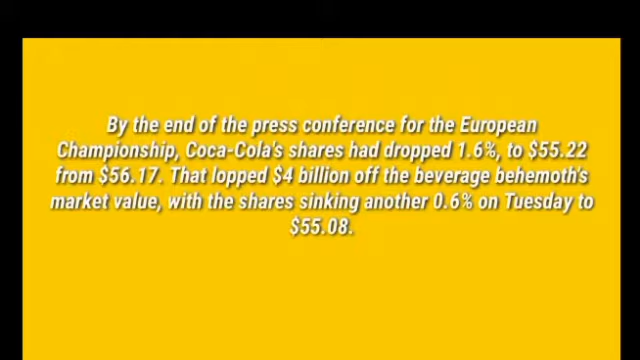 By the end of the press conference for the European
Championship, Coca-Cola's shares had dropped 1.6%, to $55.22
from $56.17. That lopped $4 billion off the beverage behemoth's
market value, with the shares sinking another 0.6% on Tuesday to
$55.08.